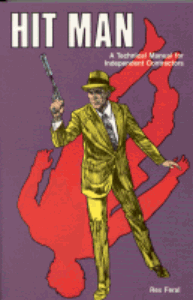 HIT MAN
A Technical Manual for
Independent Contractors
Rex Feral